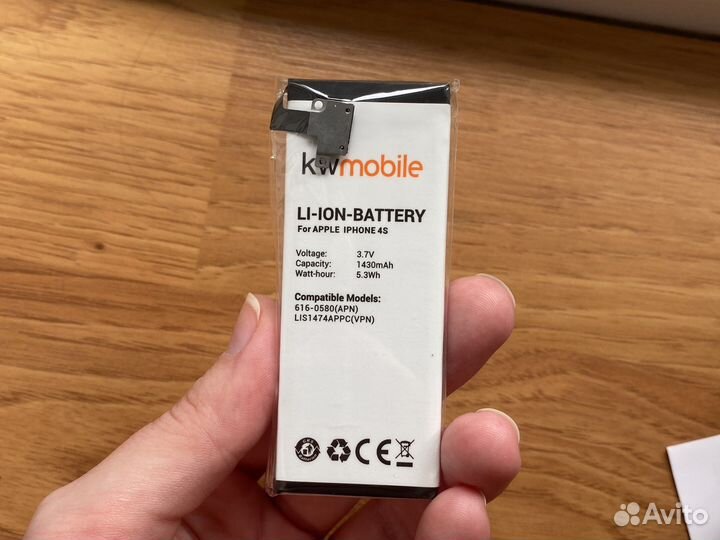 kwmobile
LI-ION-BATTERY
For APPLE IPHONE 4S
Voltage: 3.7V
Capacity: 1430mAh
Watt-hour: 5.3Wh
Compatible Models:
616-0580(APN)
LIS1474APPC(VPN)
CE
Avito